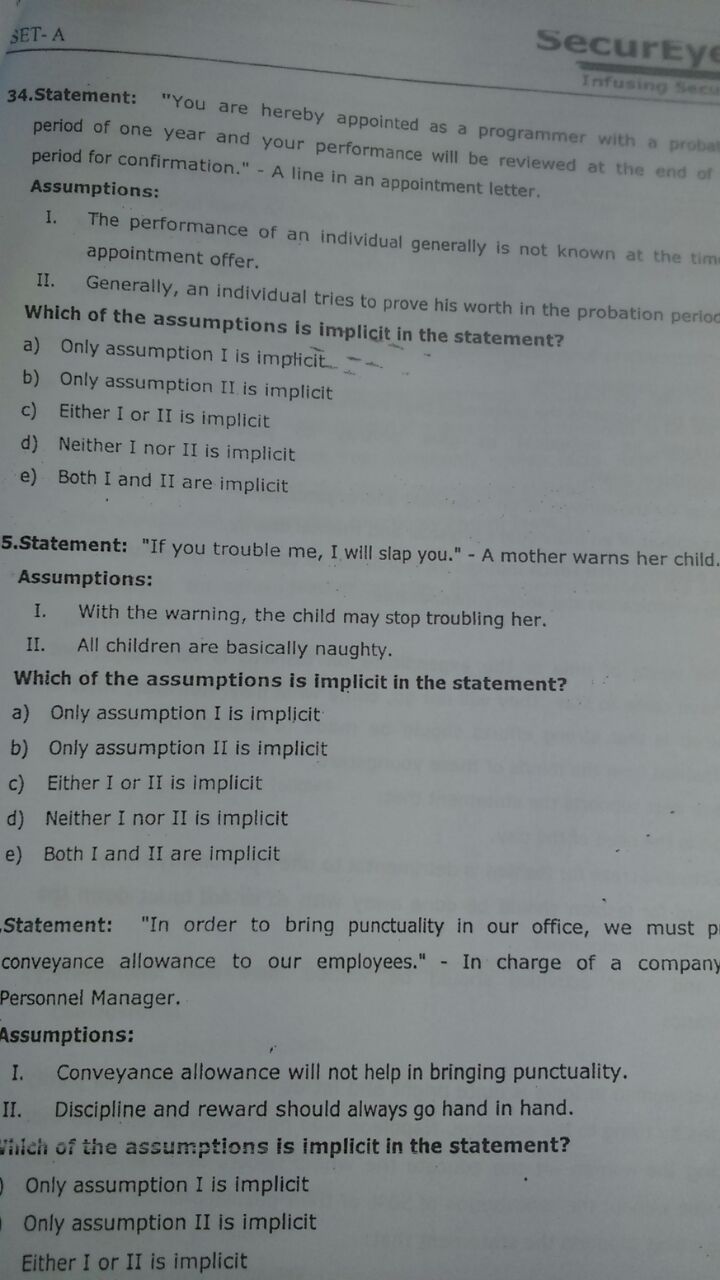 SET- A
SecurEye
Infusing Secu
34.Statement: "You are hereby appointed as a programmer with a probat
period of one year and your performance will be reviewed at the end of
period for confirmation." - A line in an appointment letter.
Assumptions:
I. The performance of an individual generally is not known at the time
appointment offer.
II. Generally, an individual tries to prove his worth in the probation period
Which of the assumptions is implicit in the statement?
a) Only assumption I is implicit
b) Only assumption II is implicit
c) Either I or II is implicit
d) Neither I nor II is implicit
e) Both I and II are implicit
5.Statement: "If you trouble me, I will slap you." - A mother warns her child.
Assumptions:
I. With the warning, the child may stop troubling her.
II. All children are basically naughty.
Which of the assumptions is implicit in the statement?
a) Only assumption I is implicit
b) Only assumption II is implicit
c) Either I or II is implicit
d) Neither I nor II is implicit
e) Both I and II are implicit
.Statement: "In order to bring punctuality in our office, we must p
conveyance allowance to our employees." - In charge of a company
Personnel Manager.
Assumptions:
I. Conveyance allowance will not help in bringing punctuality.
II. Discipline and reward should always go hand in hand.
Which of the assumptions is implicit in the statement?
) Only assumption I is implicit
Only assumption II is implicit
Either I or II is implicit